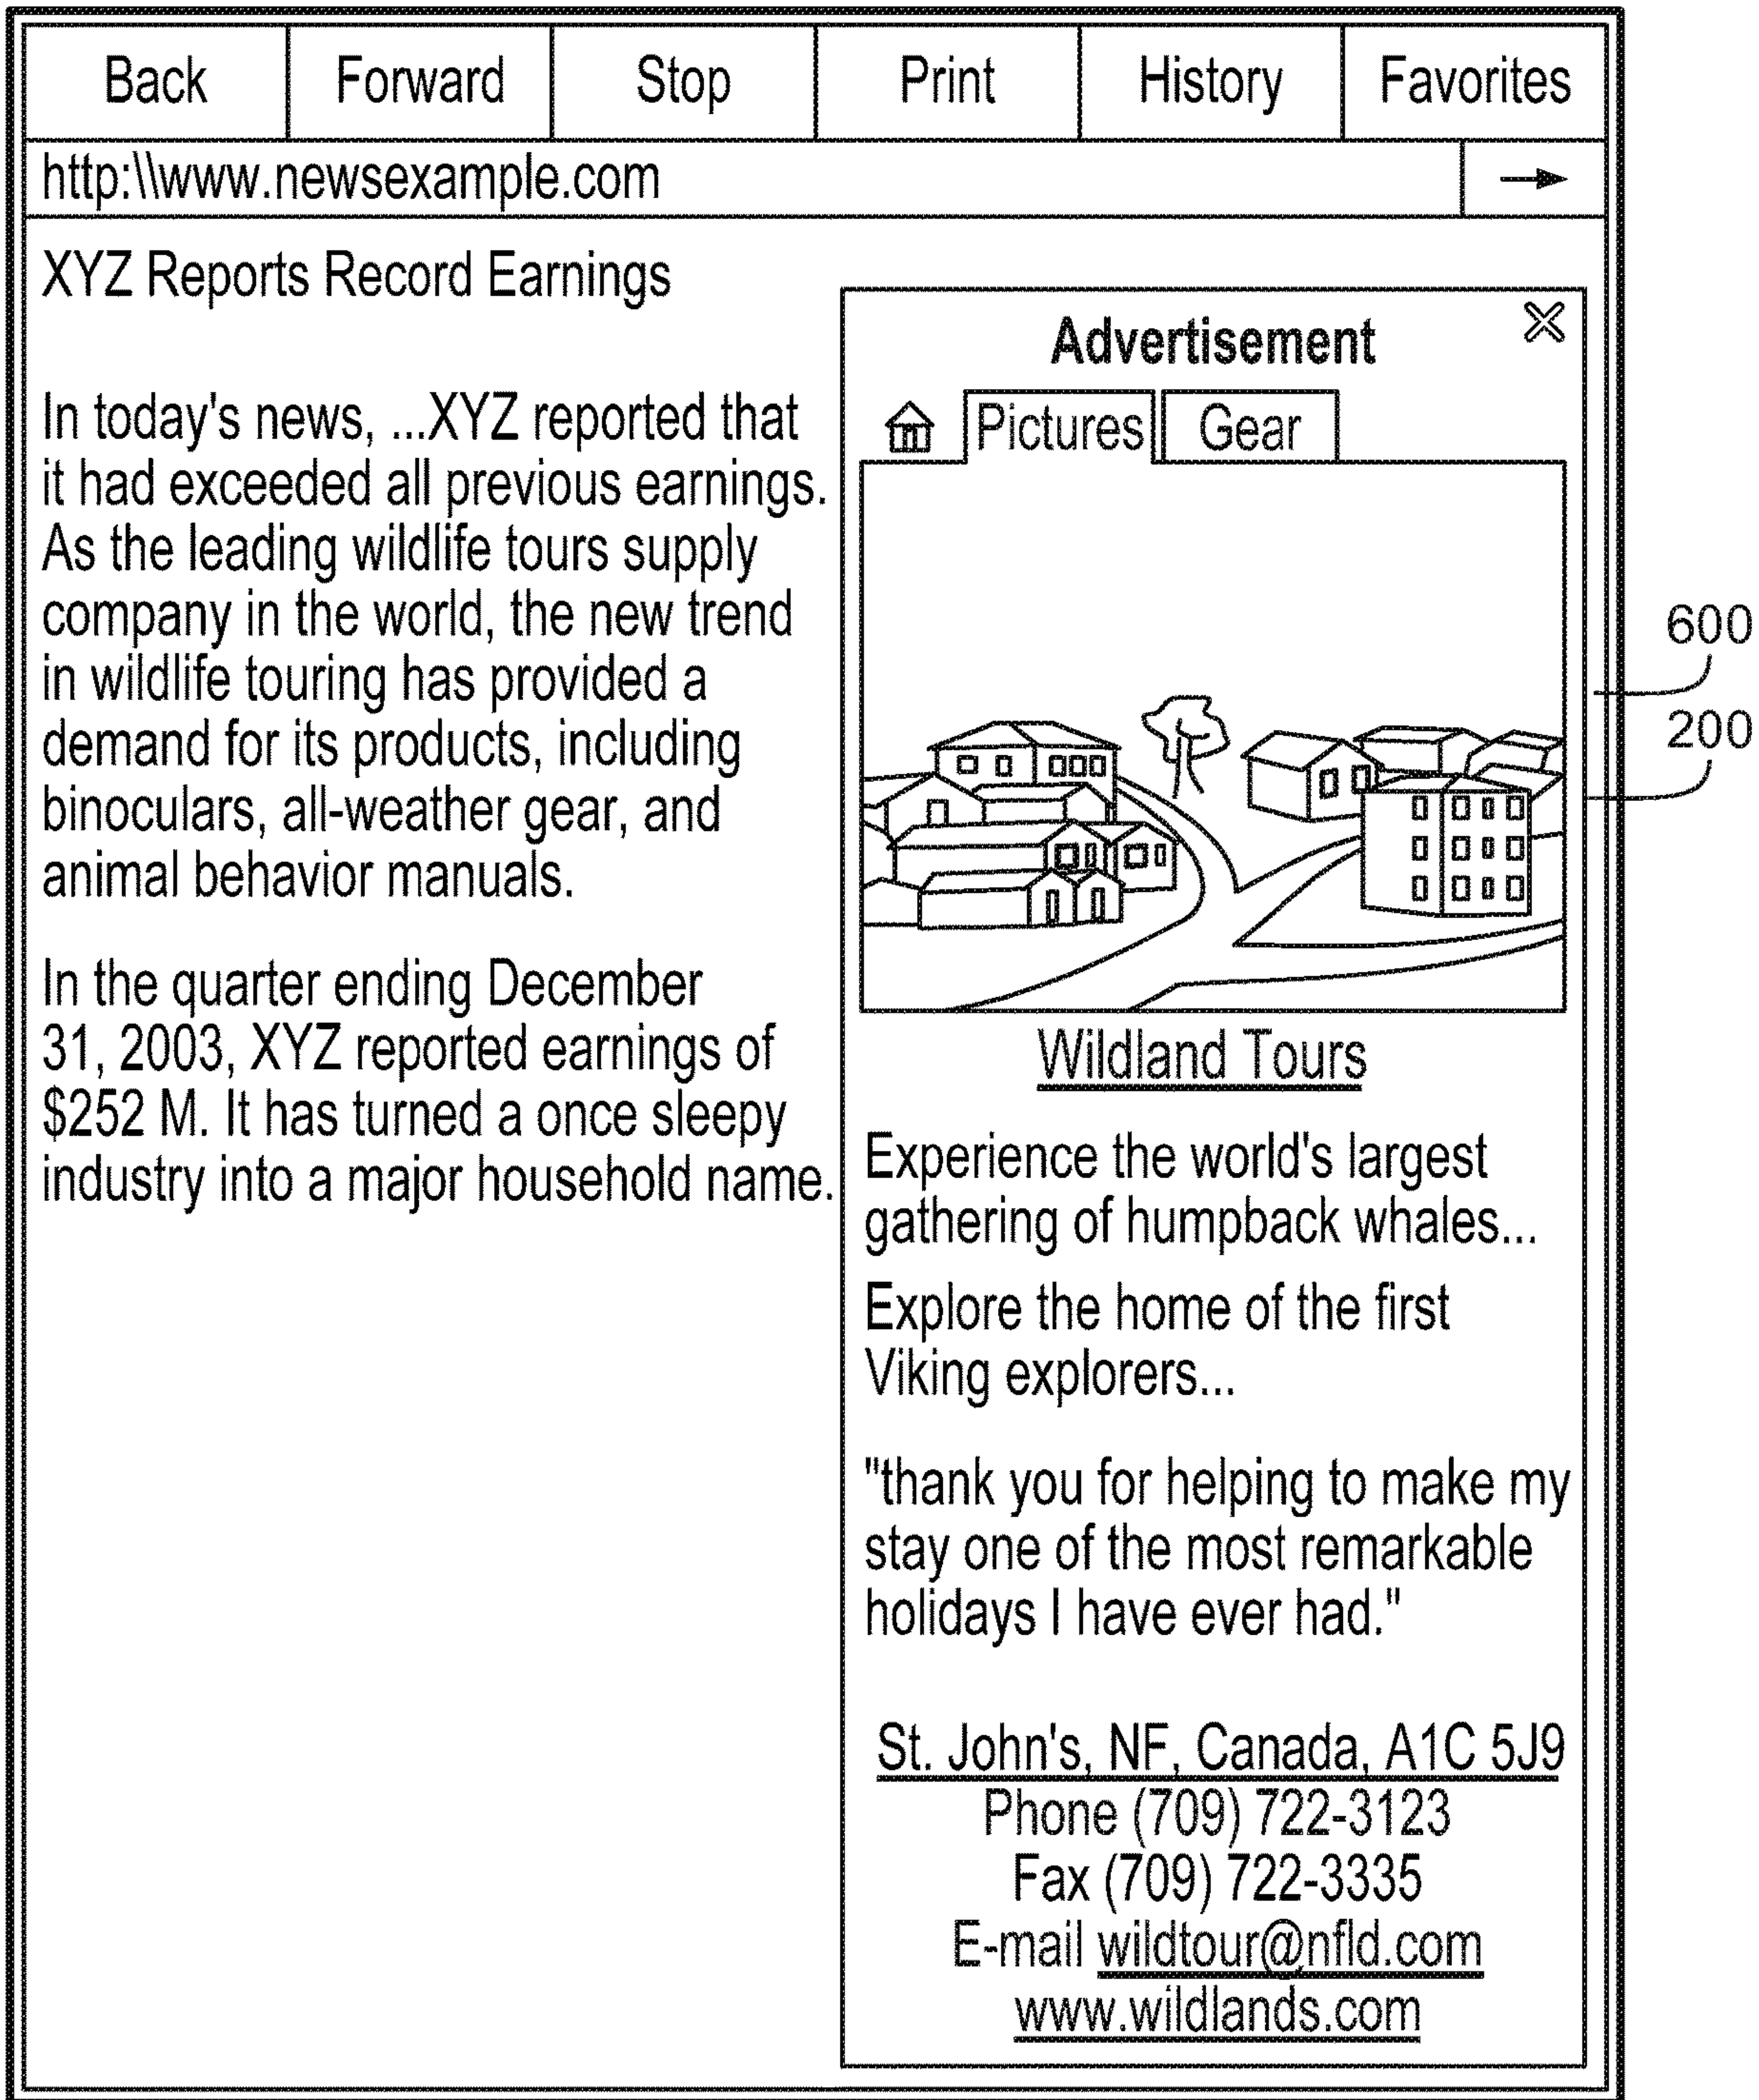 Back Forward Stop Print History Favorites
http:\\www.newsexample.com
XYZ Reports Record Earnings
In today's news, ...XYZ reported that
it had exceeded all previous earnings.
As the leading wildlife tours supply
company in the world, the new trend
in wildlife touring has provided a
demand for its products, including
binoculars, all-weather gear, and
animal behavior manuals.
In the quarter ending December
31, 2003, XYZ reported earnings of
$252 M. It has turned a once sleepy
industry into a major household name.
Advertisement
Pictures Gear
Wildland Tours
Experience the world's largest
gathering of humpback whales...
Explore the home of the first
Viking explorers...
"thank you for helping to make my
stay one of the most remarkable
holidays I have ever had."
St. John's, NF, Canada, A1C 5J9
Phone (709) 722-3123
Fax (709) 722-3335
E-mail wildtour@nfld.com
www.wildlands.com
600
200